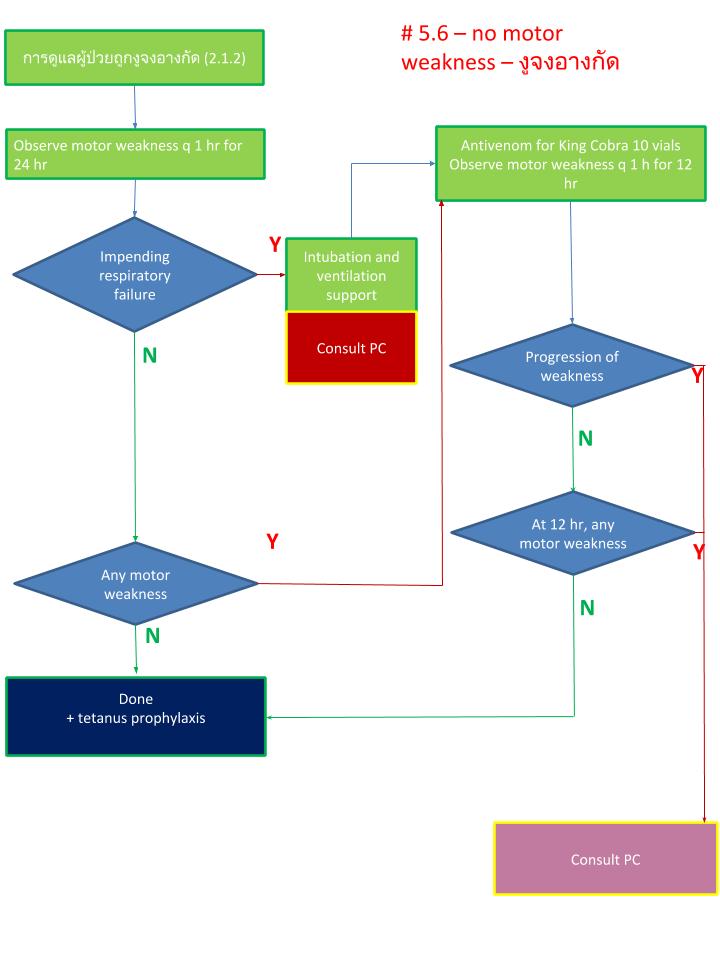 # 5.6 – no motor
weakness – งูจงอางกัด
การดูแลผู้ป่วยถูกงูจงอางกัด (2.1.2)
Observe motor weakness q 1 hr for
24 hr
Impending
respiratory
failure
Y
N
Intubation and
ventilation
support
Consult PC
Any motor
weakness
Y
N
Done
+ tetanus prophylaxis
Antivenom for King Cobra 10 vials
Observe motor weakness q 1 h for 12
hr
Progression of
weakness
Y
N
At 12 hr, any
motor weakness
Y
N
Consult PC